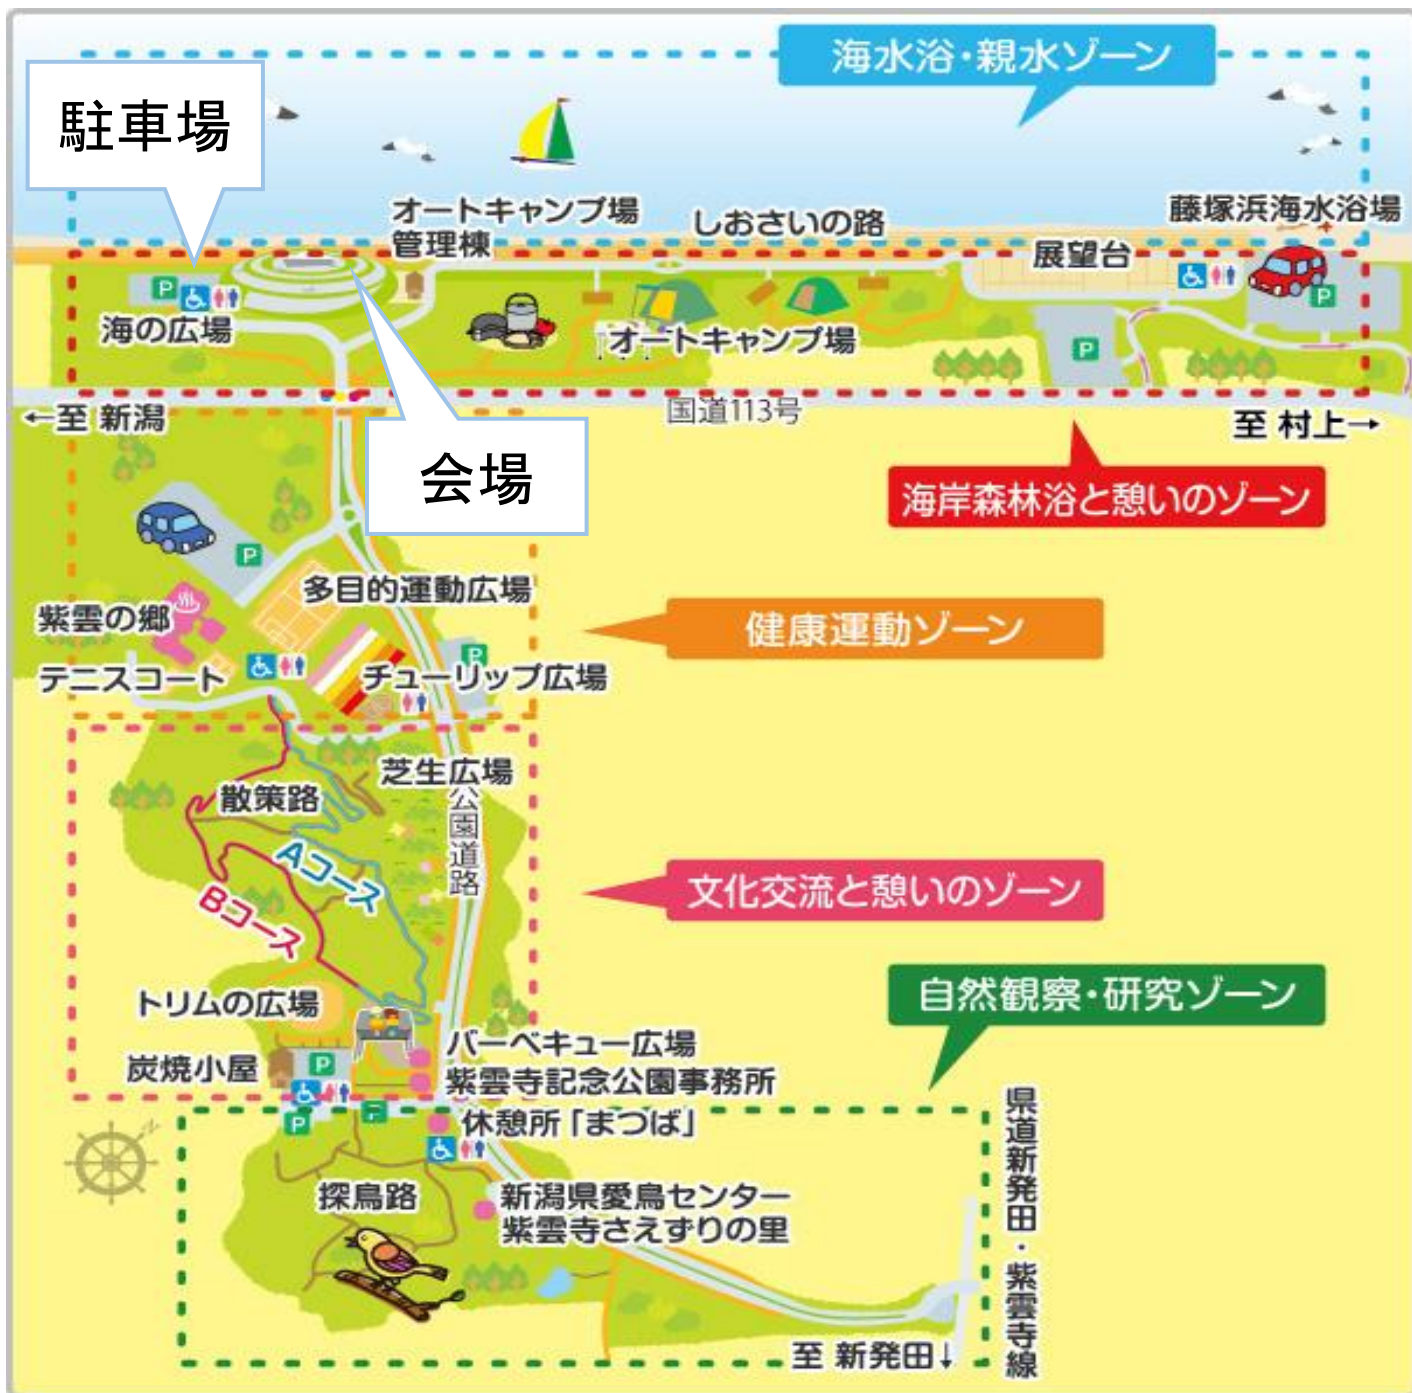 海水浴・親水ゾーン
駐車場
オートキャンプ場
管理棟
しおさいの路
藤塚浜海水浴場
展望台
P
P
海の広場
オートキャンプ場
P
←至 新潟
国道113号
至 村上→
会場
海岸森林浴と憩いのゾーン
P
多目的運動広場
紫雲の郷
健康運動ゾーン
P
テニスコート
チューリップ広場
芝生広場
散策路
公園道路
Aコース
Bコース
文化交流と憩いのゾーン
自然観察・研究ゾーン
トリムの広場
バーベキュー広場
炭焼小屋
P
紫雲寺記念公園事務所
P
P
休憩所「まつば」
県道新発田・紫雲寺線
探鳥路
新潟県愛鳥センター
紫雲寺さえずりの里
至 新発田↓